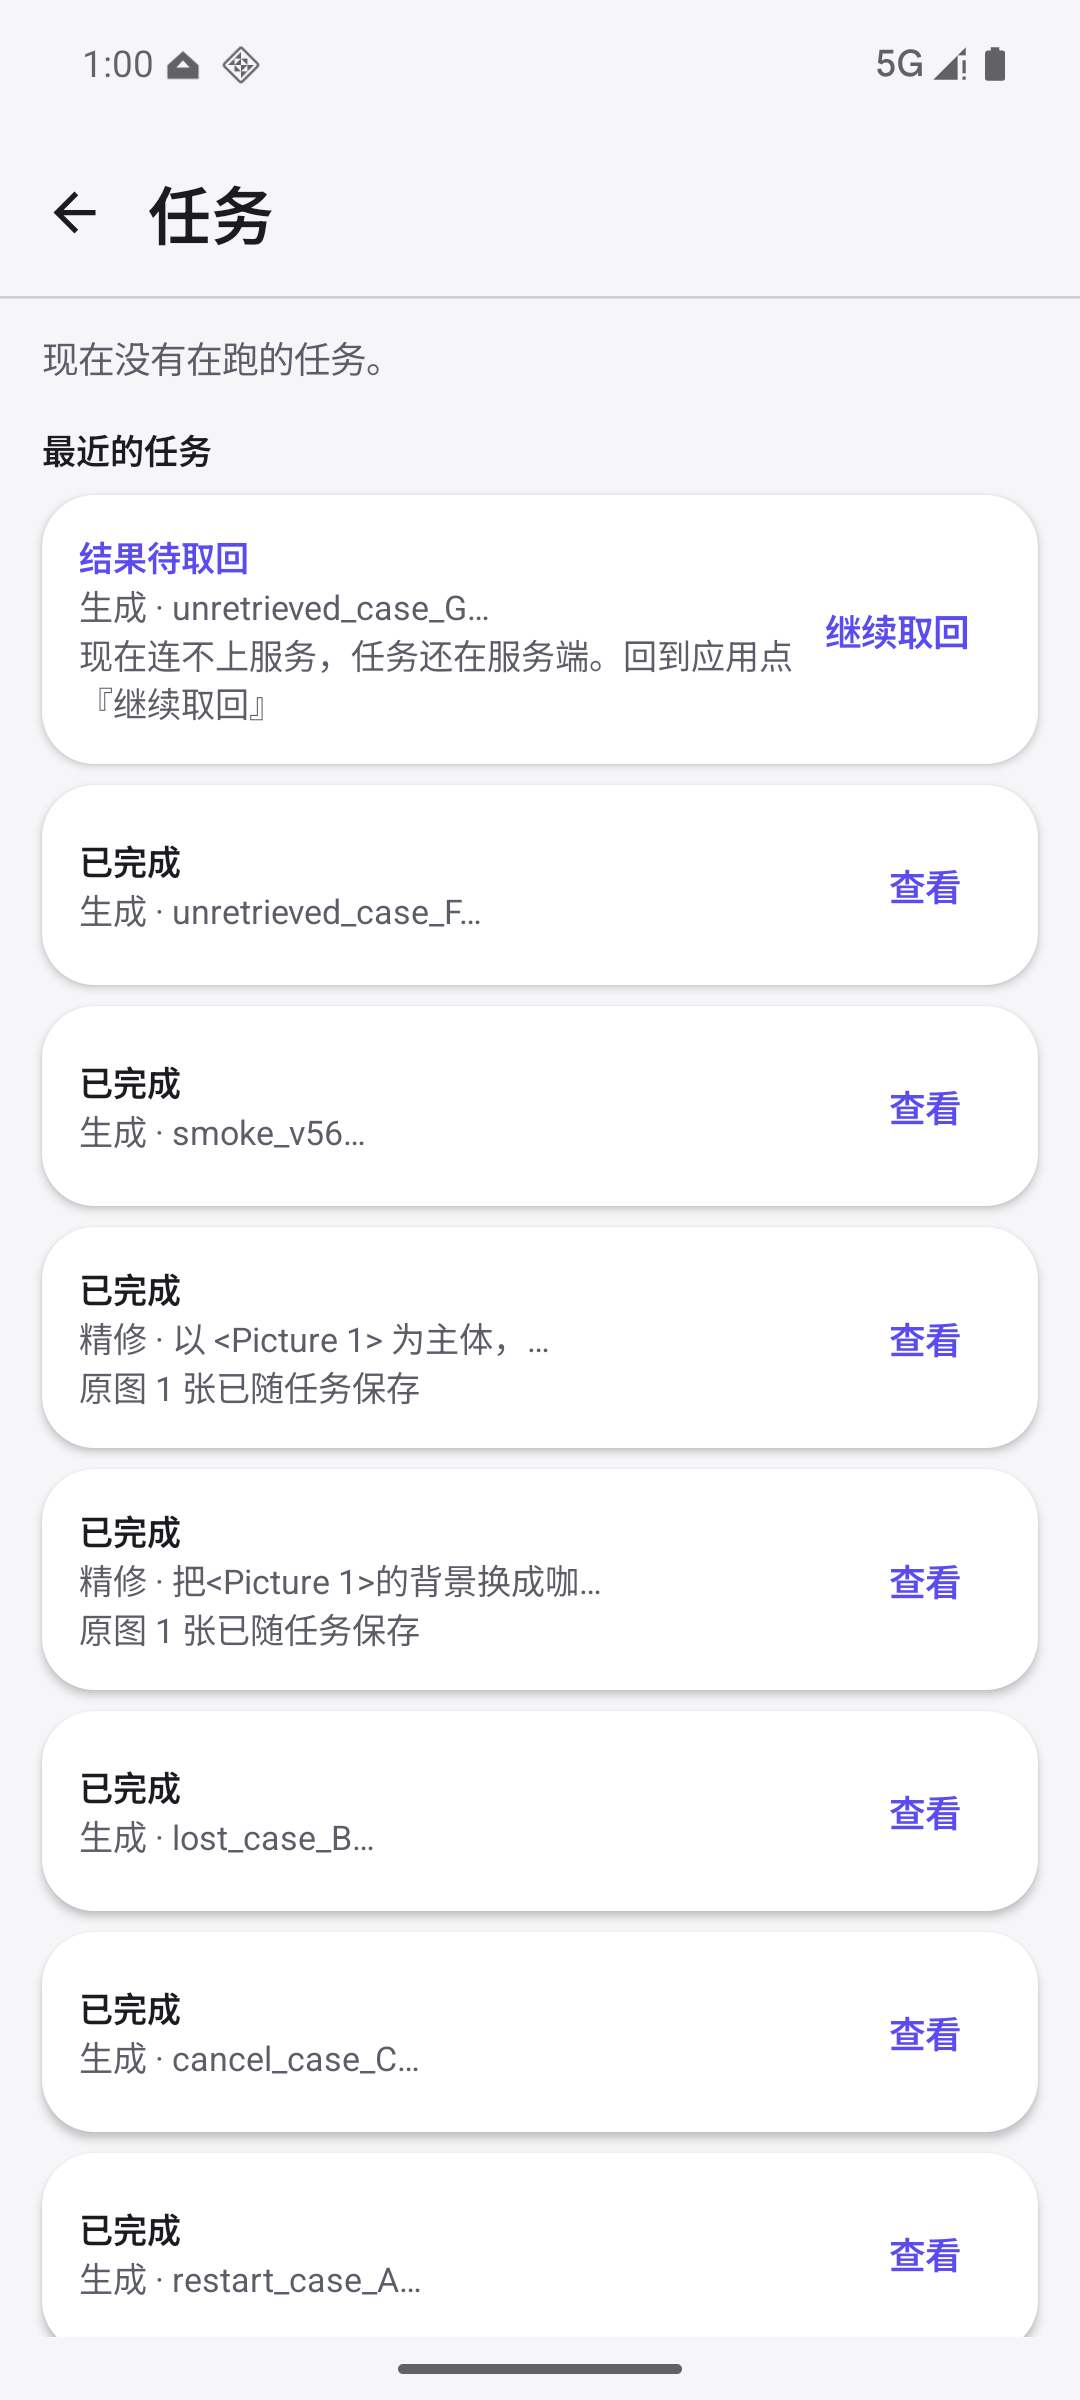 1:00
5G
任务
现在没有在跑的任务。
最近的任务
结果待取回
生成 · unretrieved_case_G...
现在连不上服务，任务还在服务端。回到应用点
『继续取回』
继续取回
已完成
生成 · unretrieved_case_F...
查看
已完成
生成 · smoke_v56...
查看
已完成
精修 · 以 <Picture 1> 为主体，...
原图 1 张已随任务保存
查看
已完成
精修 · 把<Picture 1>的背景换成咖...
原图 1 张已随任务保存
查看
已完成
生成 · lost_case_B...
查看
已完成
生成 · cancel_case_C...
查看
已完成
生成 · restart_case_A...
查看